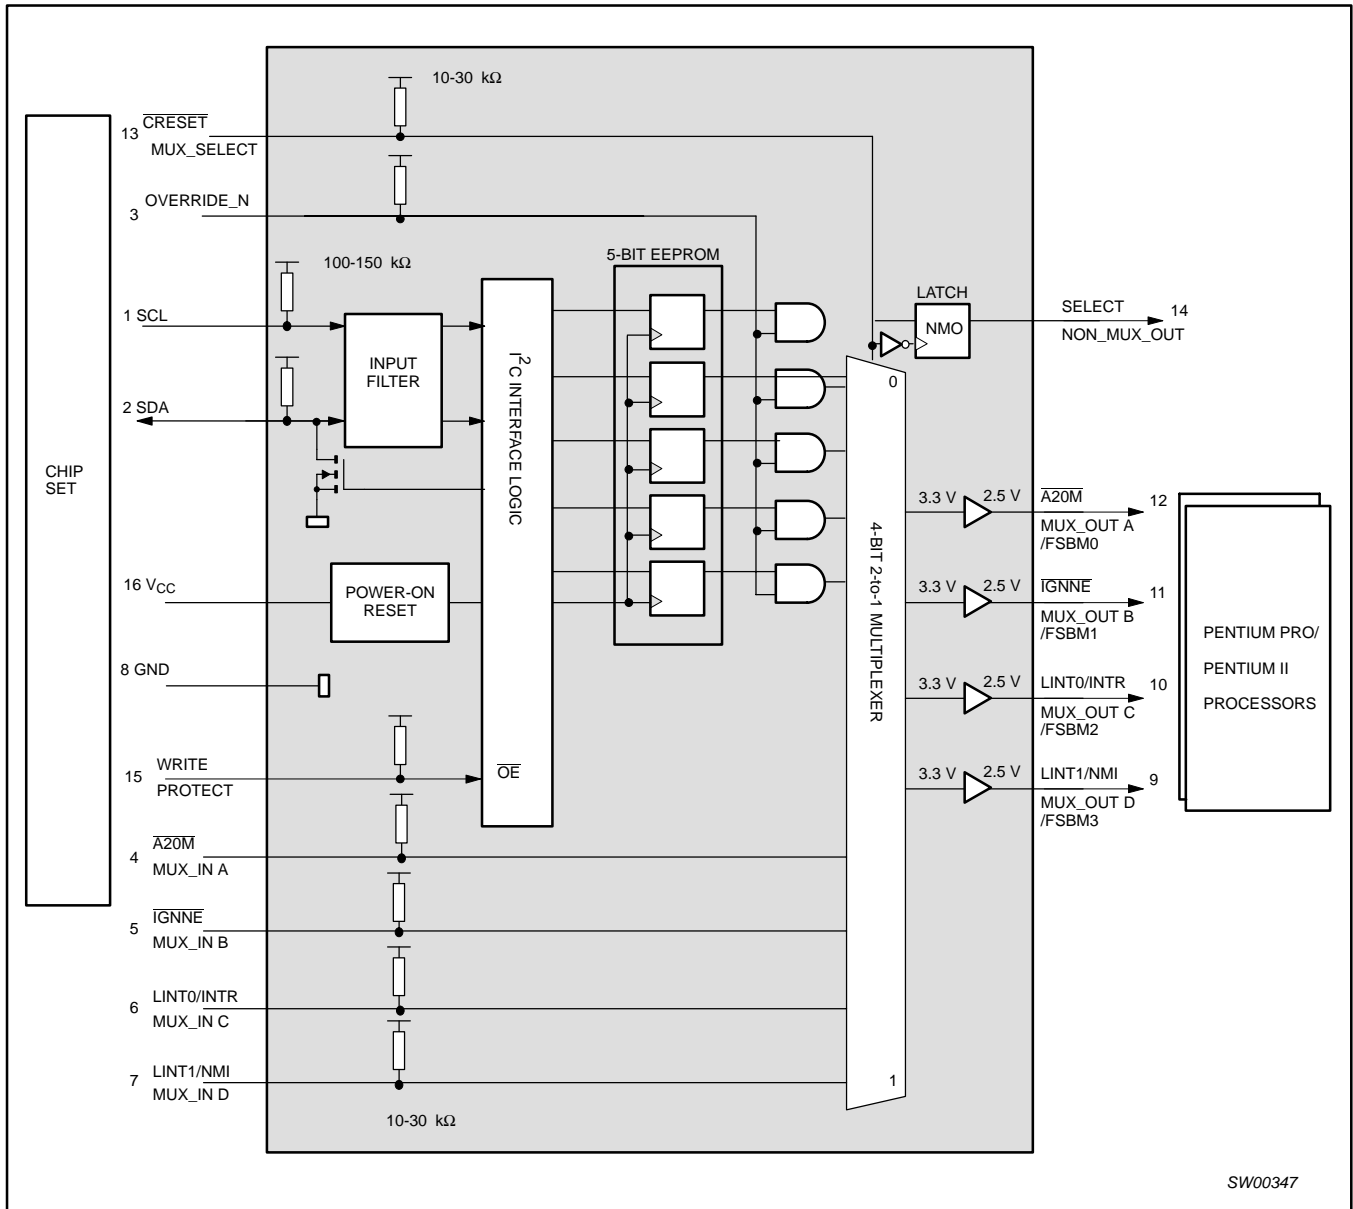 10-30 kΩ
13 CRESET
MUX_SELECT
OVERRIDE_N
3
100-150 kΩ
5-BIT EEPROM
1 SCL
INPUT
FILTER
2 SDA
I2C INTERFACE LOGIC
LATCH
NMO
SELECT 14
NON_MUX_OUT
0
CHIP
SET
4-BIT 2-to-1 MULTIPLEXER
3.3 V 2.5 V A20M 12
MUX_OUT A
/FSBM0
16 VCC
POWER-ON
RESET
3.3 V 2.5 V IGNNE 11
MUX_OUT B
/FSBM1
8 GND
3.3 V 2.5 V LINT0/INTR 10
MUX_OUT C
/FSBM2
PENTIUM PRO/
PENTIUM II
PROCESSORS
WRITE
15
PROTECT
OE
3.3 V 2.5 V LINT1/NMI 9
MUX_OUT D
/FSBM3
A20M
4
MUX_IN A
IGNNE
5
MUX_IN B
LINT0/INTR
6
MUX_IN C
LINT1/NMI
7
MUX_IN D
1
10-30 kΩ
SW00347